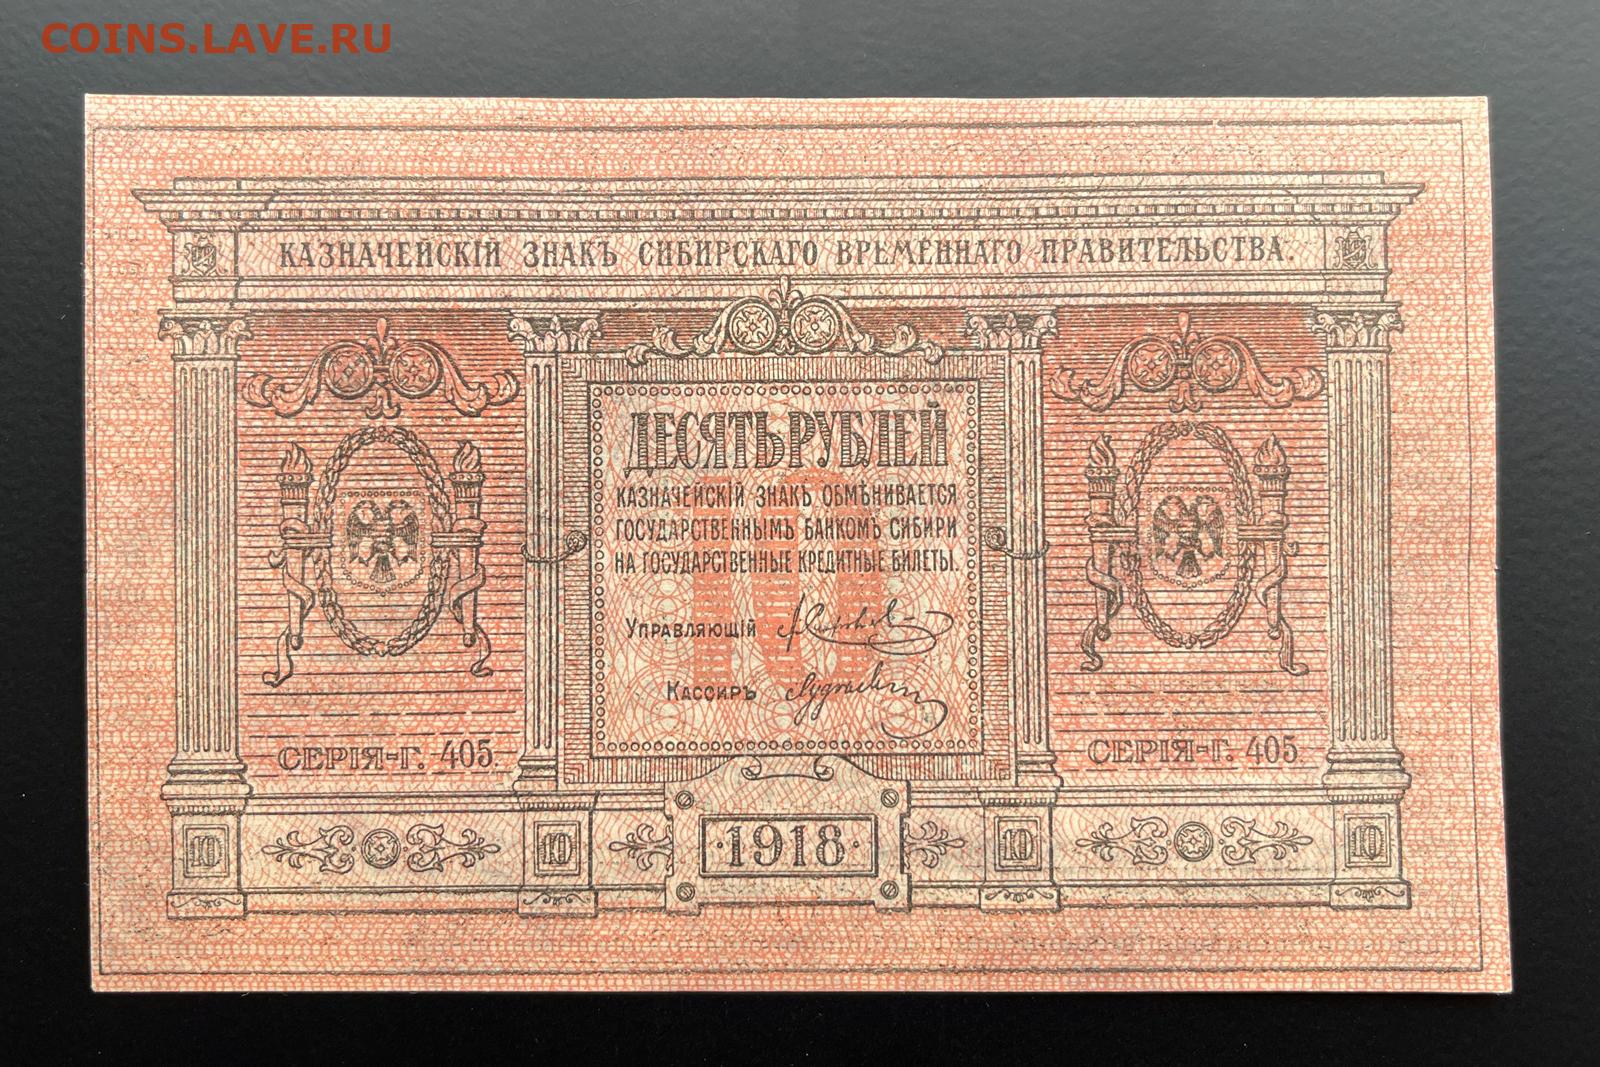 COINS.LAVE.RU
КАЗНАЧЕЙСКІЙ ЗНАКЪ СИБИРСКАГО ВРЕМЕННАГО ПРАВИТЕЛЬСТВА.
ДЕСЯТЬ РУБЛЕЙ
КАЗНАЧЕЙСКІЙ ЗНАКЪ ОБМѢНИВАЕТСЯ
ГОСУДАРСТВЕННЫМЪ БАНКОМЪ СИБИРИ
НА ГОСУДАРСТВЕННЫЕ КРЕДИТНЫЕ БИЛЕТЫ.
10
УПРАВЛЯЮЩІЙ
КАССИРЪ
СЕРІЯ-Г. 405.
СЕРІЯ-Г. 405.
10
10
·1918·
10
10